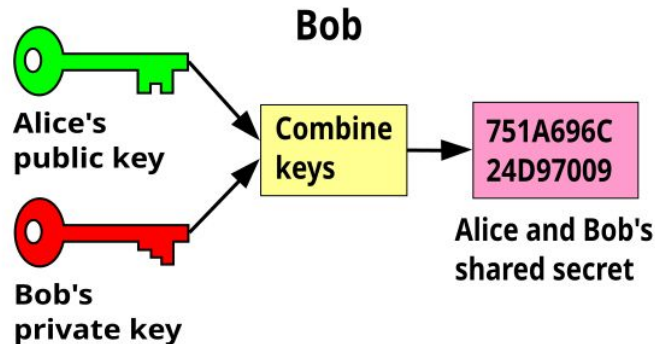 Bob
Alice's
public key
Combine
keys
751A696C
24D97009
Alice and Bob's
shared secret
Bob's
private key